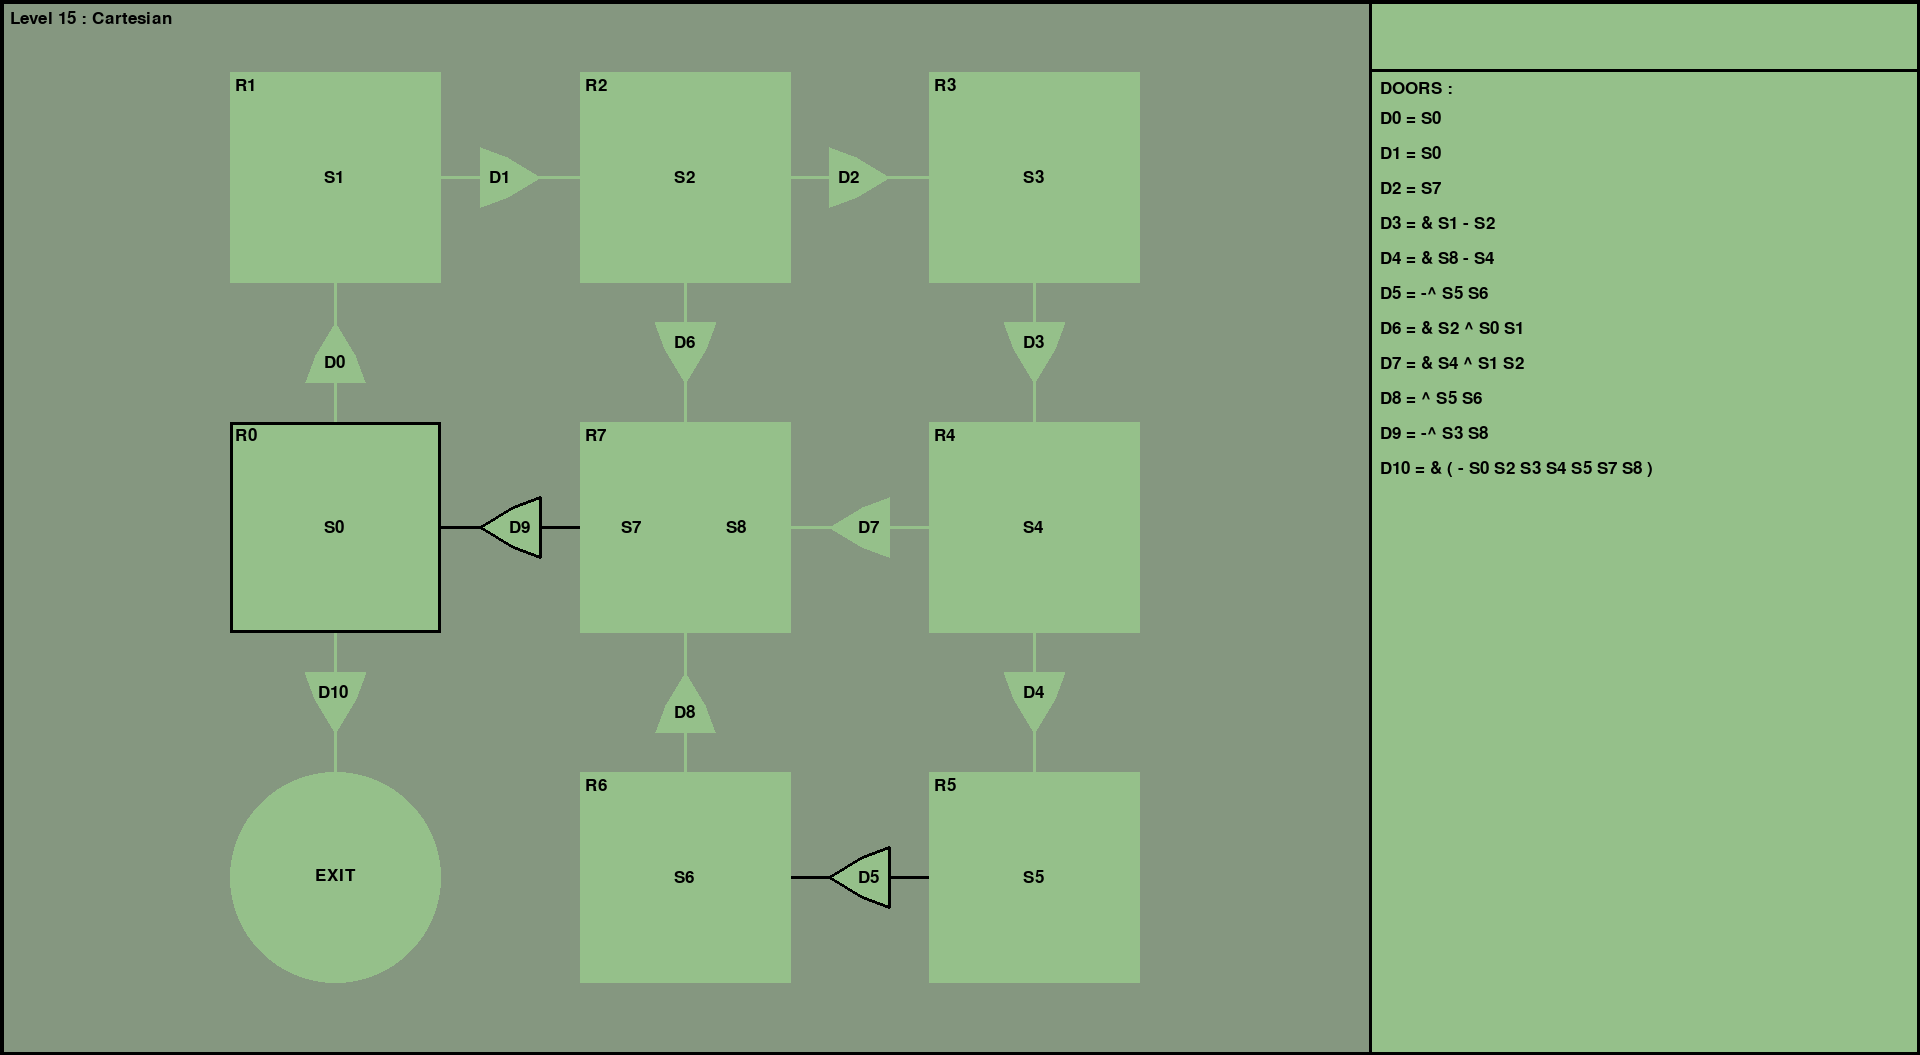 Level 15 : Cartesian
R1
S1
D1
R2
S2
D2
R3
S3
D0
D6
D3
R0
S0
D9
R7
S7 S8
D7
R4
S4
D10
D8
D4
EXIT
R6
S6
D5
R5
S5
DOORS :
D0 = S0
D1 = S0
D2 = S7
D3 = & S1 - S2
D4 = & S8 - S4
D5 = -^ S5 S6
D6 = & S2 ^ S0 S1
D7 = & S4 ^ S1 S2
D8 = ^ S5 S6
D9 = -^ S3 S8
D10 = & ( - S0 S2 S3 S4 S5 S7 S8 )